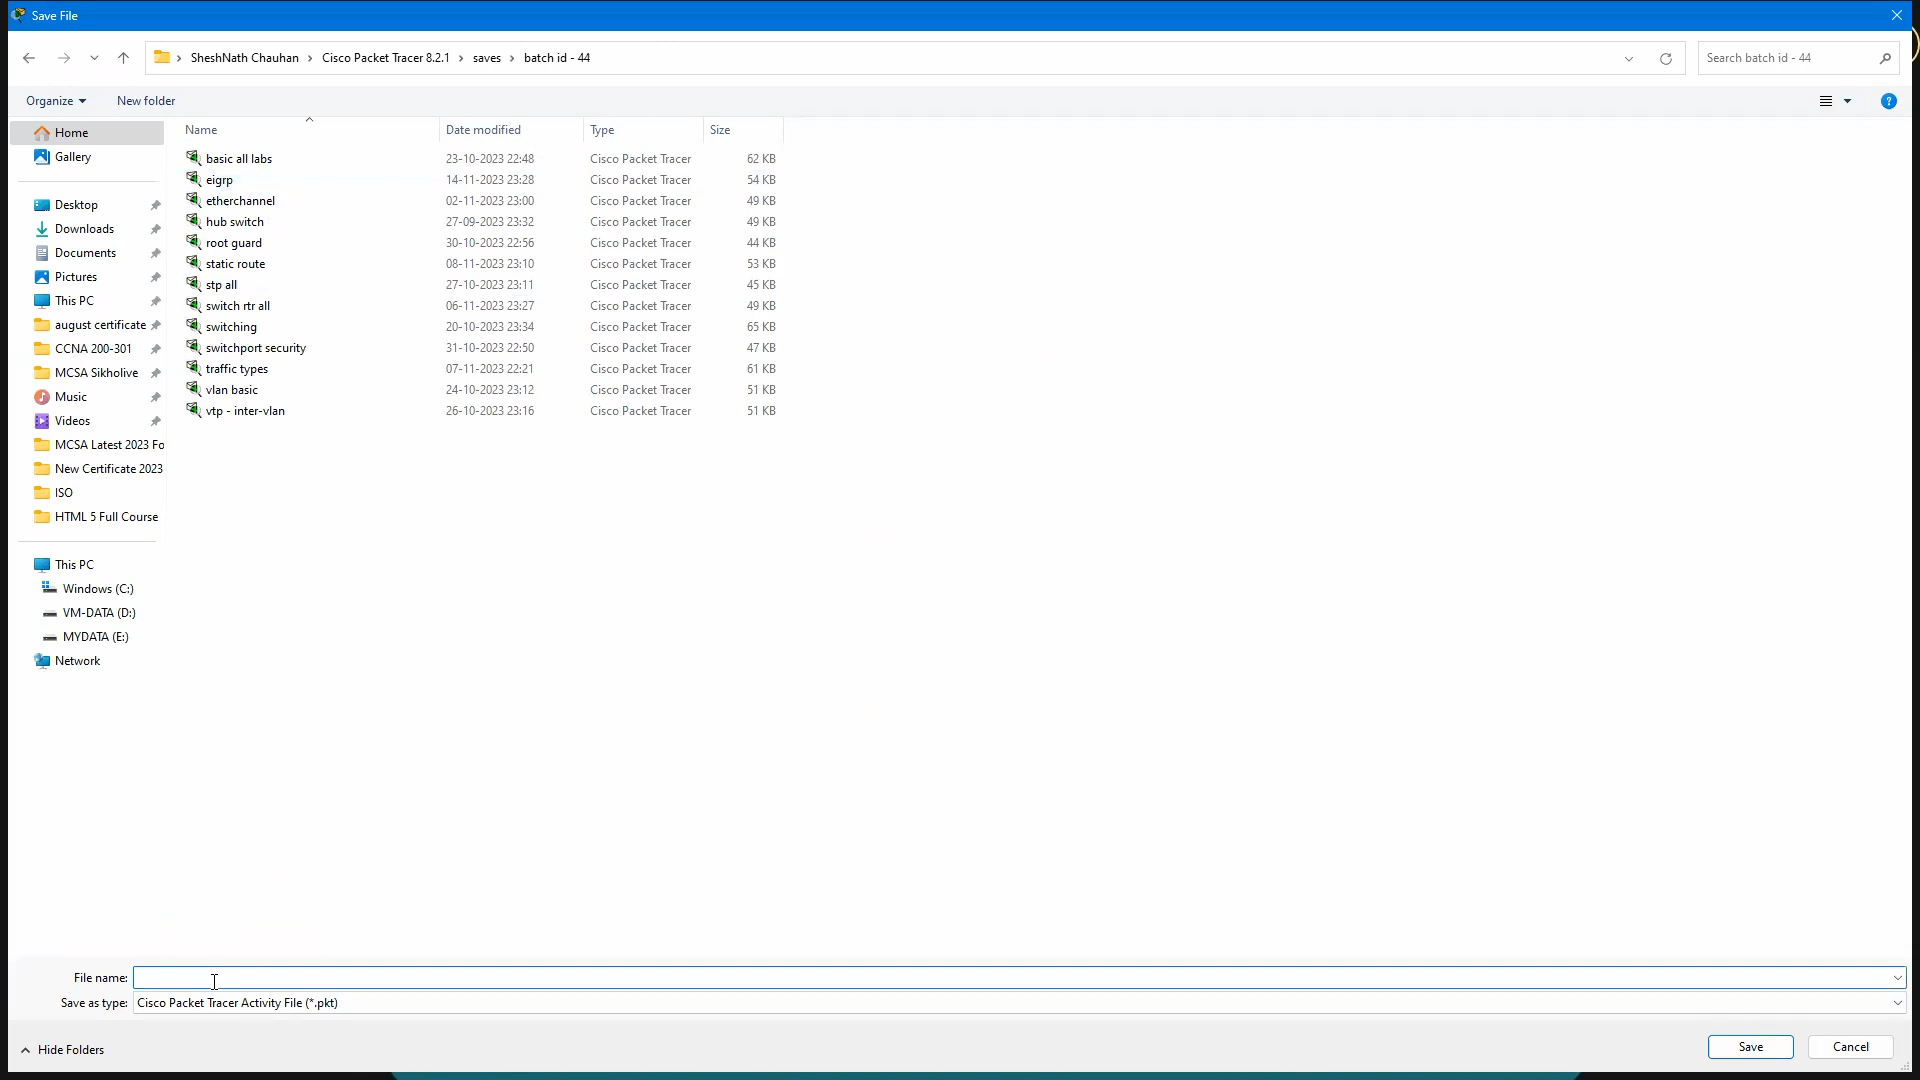 Save File
SheshNath Chauhan > Cisco Packet Tracer 8.2.1 > saves > batch id - 44
Search batch id - 44
Organize New folder
Name Date modified Type Size
basic all labs 23-10-2023 22:48 Cisco Packet Tracer 62 KB
eigrp 14-11-2023 23:28 Cisco Packet Tracer 54 KB
etherchannel 02-11-2023 23:00 Cisco Packet Tracer 49 KB
hub switch 27-09-2023 23:32 Cisco Packet Tracer 49 KB
root guard 30-10-2023 22:56 Cisco Packet Tracer 44 KB
static route 08-11-2023 23:10 Cisco Packet Tracer 53 KB
stp all 27-10-2023 23:11 Cisco Packet Tracer 45 KB
switch rtr all 06-11-2023 23:27 Cisco Packet Tracer 49 KB
switching 20-10-2023 23:34 Cisco Packet Tracer 65 KB
switchport security 31-10-2023 22:50 Cisco Packet Tracer 47 KB
traffic types 07-11-2023 22:21 Cisco Packet Tracer 61 KB
vlan basic 24-10-2023 23:12 Cisco Packet Tracer 51 KB
vtp - inter-vlan 26-10-2023 23:16 Cisco Packet Tracer 51 KB
Home
Gallery
Desktop
Downloads
Documents
Pictures
This PC
august certificate
CCNA 200-301
MCSA Sikholive
Music
Videos
MCSA Latest 2023 Fo
New Certificate 2023
ISO
HTML 5 Full Course
This PC
Windows (C:)
VM-DATA (D:)
MYDATA (E:)
Network
File name:
Save as type: Cisco Packet Tracer Activity File (*.pkt)
Hide Folders
Save Cancel